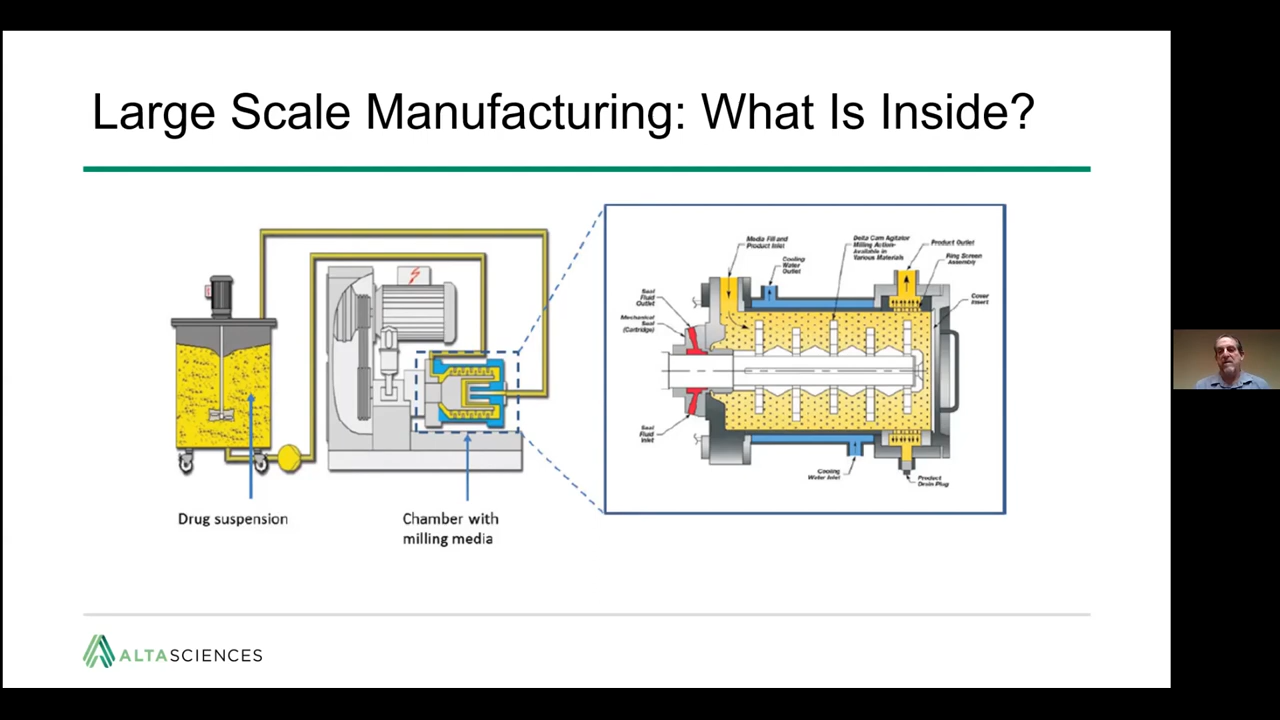 Large Scale Manufacturing: What Is Inside?
Drug suspension
Chamber with
milling media
Media Fill and
Product Inlet
Cooling
Water
Outlet
Delta Cam Agitator
Milling Action-
Available in
Various Materials
Product Outlet
Ring Screen
Assembly
Cover
Insert
Seal
Fluid
Outlet
Mechanical
Seal
(Cartridge)
Seal
Fluid
Inlet
Cooling
Water Inlet
Product
Drain Plug
ALTASCIENCES